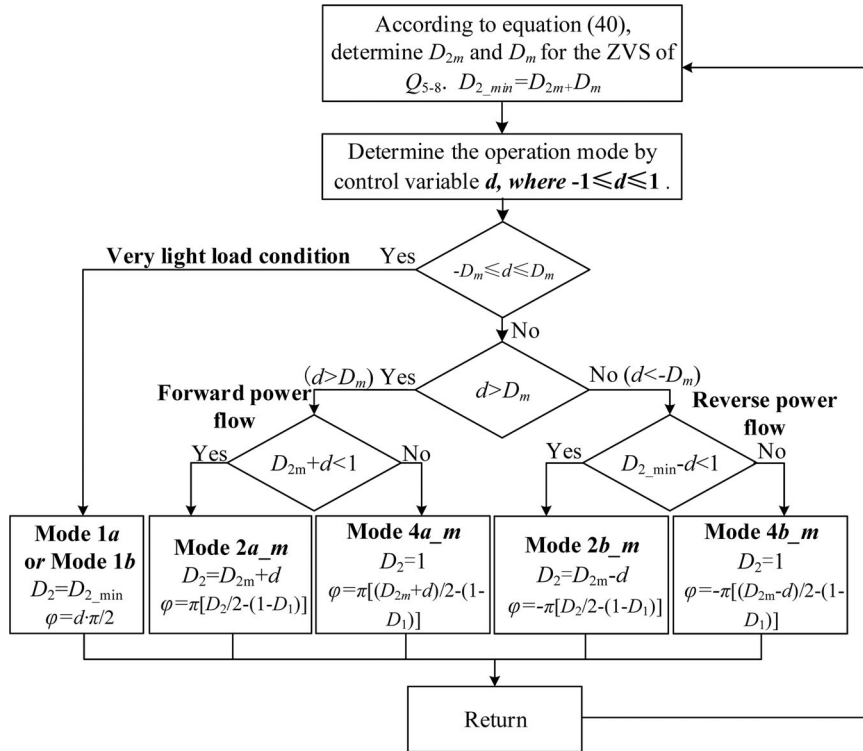 According to equation (40),
determine D2m and Dm for the ZVS of
Q5-8. D2_min=D2m+Dm
Determine the operation mode by
control variable d, where -1≤d≤1 .
Very light load condition
Yes
-Dm≤d≤Dm
No
(d>Dm) Yes
d>Dm
No (d<-Dm)
Forward power
flow
Reverse power
flow
Yes
D2m+d<1
No
Yes
D2_min-d<1
No
Mode 1a
or Mode 1b
D2=D2_min
φ=d·π/2
Mode 2a_m
D2=D2m+d
φ=π[D2/2-(1-D1)]
Mode 4a_m
D2=1
φ=π[(D2m+d)/2-(1-
D1)]
Mode 2b_m
D2=D2m-d
φ=-π[D2/2-(1-D1)]
Mode 4b_m
D2=1
φ=-π[(D2m-d)/2-(1-
D1)]
Return